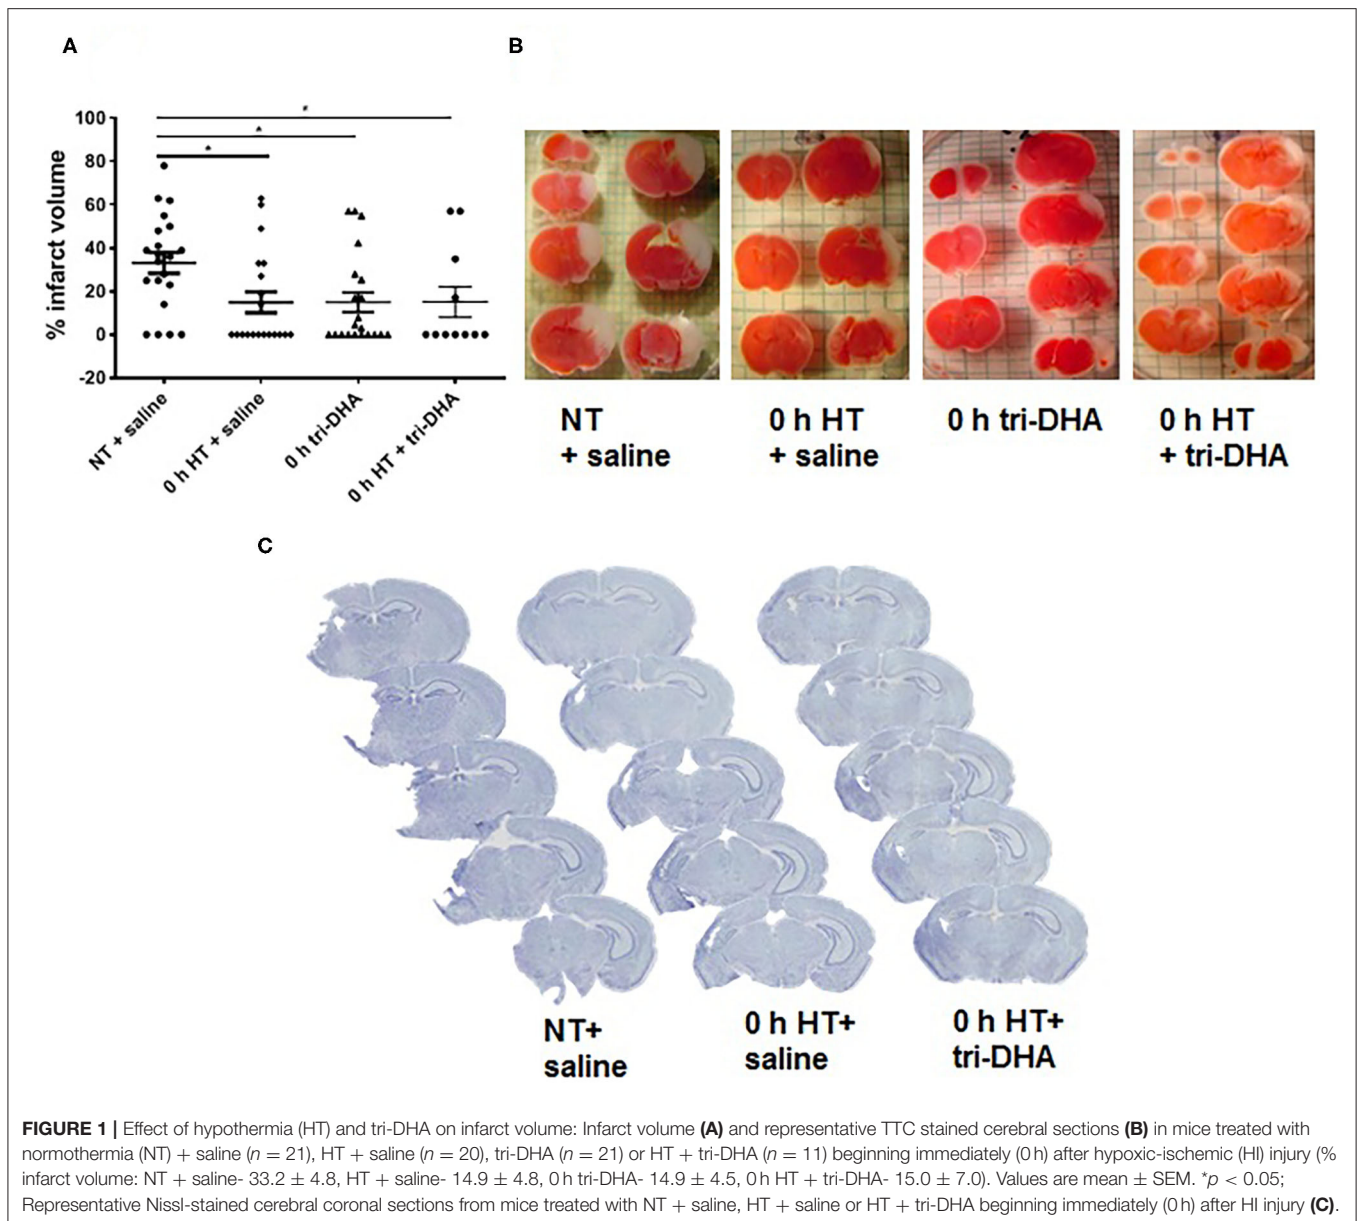 A
B
100
80
60
40
20
0
-20
% infarct volume
*
*
*
NT + saline
0 h HT + saline
0 h tri-DHA
0 h HT + tri-DHA
NT
+ saline
0 h HT
+ saline
0 h tri-DHA
0 h HT
+ tri-DHA
C
NT+
saline
0 h HT+
saline
0 h HT+
tri-DHA
FIGURE 1 | Effect of hypothermia (HT) and tri-DHA on infarct volume: Infarct volume (A) and representative TTC stained cerebral sections (B) in mice treated with
normothermia (NT) + saline (n = 21), HT + saline (n = 20), tri-DHA (n = 21) or HT + tri-DHA (n = 11) beginning immediately (0 h) after hypoxic-ischemic (HI) injury (%
infarct volume: NT + saline- 33.2 ± 4.8, HT + saline- 14.9 ± 4.8, 0 h tri-DHA- 14.9 ± 4.5, 0 h HT + tri-DHA- 15.0 ± 7.0). Values are mean ± SEM. *p < 0.05;
Representative Nissl-stained cerebral coronal sections from mice treated with NT + saline, HT + saline or HT + tri-DHA beginning immediately (0 h) after HI injury (C).